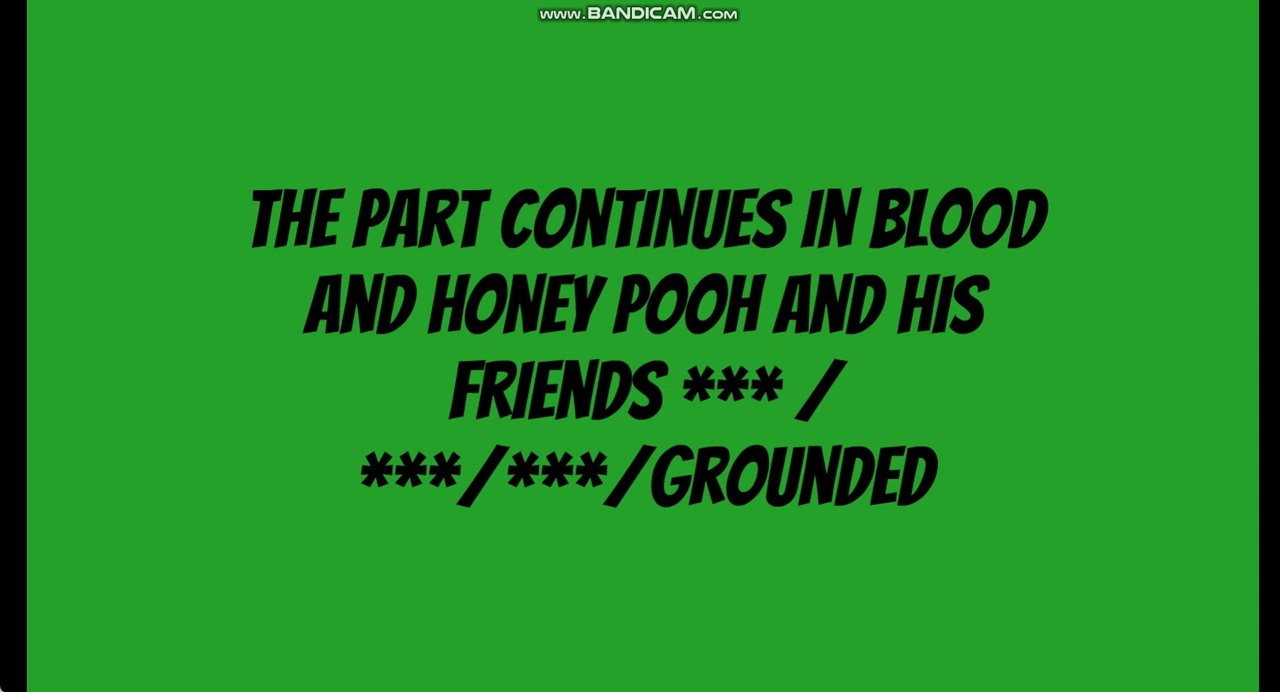 www.BANDICAM.com
THE PART CONTINUES IN BLOOD
AND HONEY POOH AND HIS
FRIENDS *** /
***/***/GROUNDED